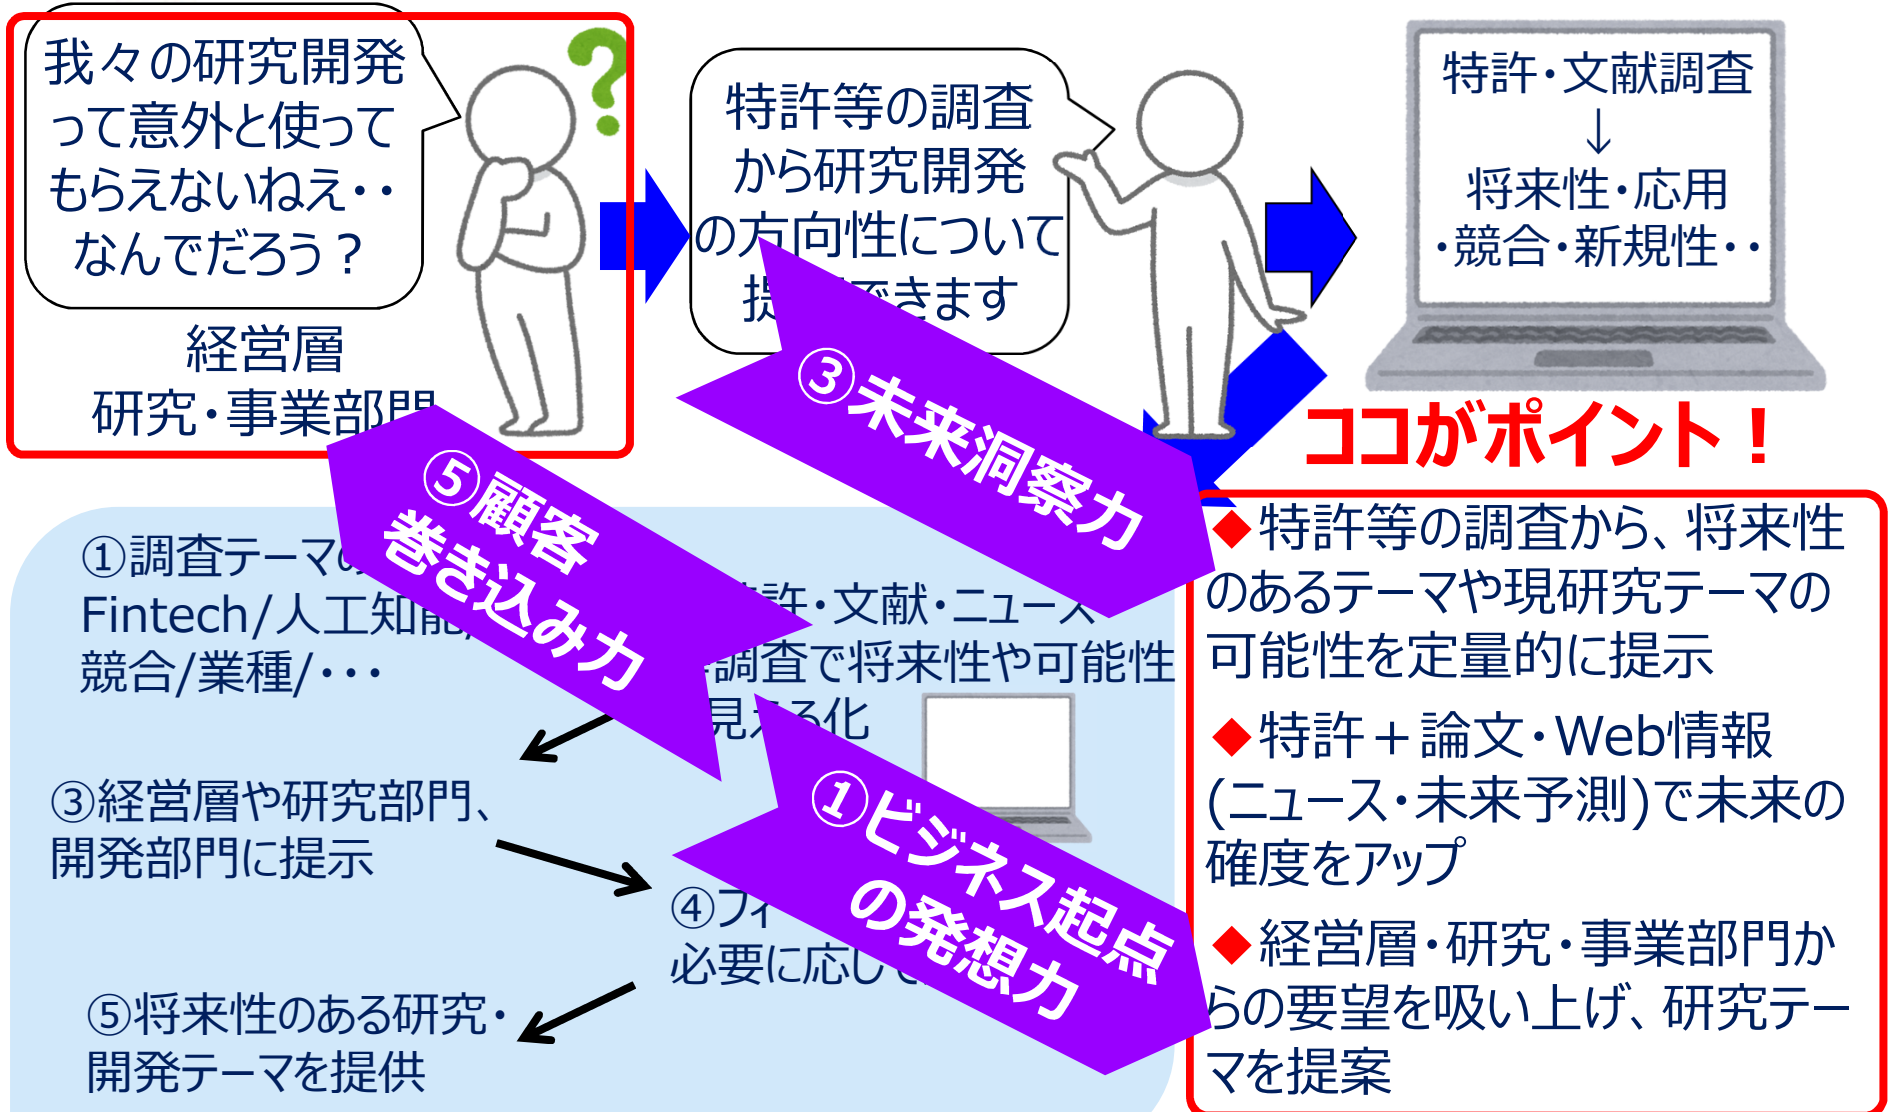 我々の研究開発
って意外と使って
もらえないねえ・・
なんでだろう？
経営層
研究・事業部門
特許等の調査
から研究開発
の方向性について
できます
特許・文献調査
↓
将来性・応用
・競合・新規性・・
ココがポイント！
③未来洞察力
⑤顧客
巻き込み力
①ビジネス起点
の発想力
①調査テーマの
Fintech/人工知能/
競合/業種/・・・
許・文献・ニュース
調査で将来性や可能性
見える化
③経営層や研究部門、
開発部門に提示
④フィ
必要に応じて
⑤将来性のある研究・
開発テーマを提供
◆特許等の調査から、将来性
のあるテーマや現研究テーマの
可能性を定量的に提示
◆特許＋論文・Web情報
(ニュース・未来予測)で未来の
確度をアップ
◆経営層・研究・事業部門か
らの要望を吸い上げ、研究テー
マを提案